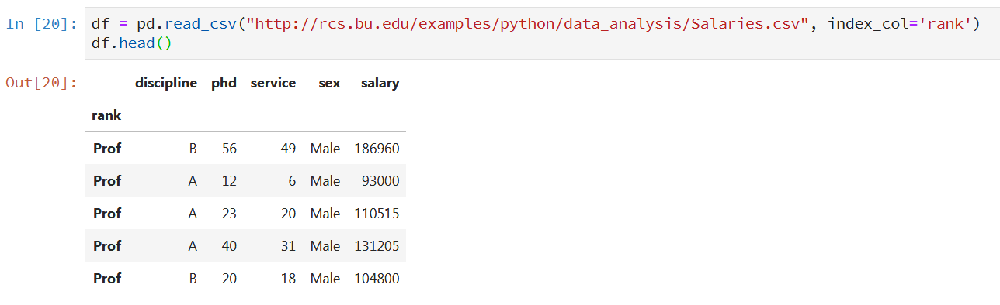 In [20]: df = pd.read_csv("http://rcs.bu.edu/examples/python/data_analysis/Salaries.csv", index_col='rank')
df.head()
Out[20]: discipline phd service sex salary
rank
Prof B 56 49 Male 186960
Prof A 12 6 Male 93000
Prof A 23 20 Male 110515
Prof A 40 31 Male 131205
Prof B 20 18 Male 104800